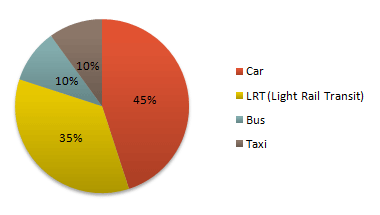 10%
10%
45%
35%
Car
LRT (Light Rail Transit)
Bus
Taxi